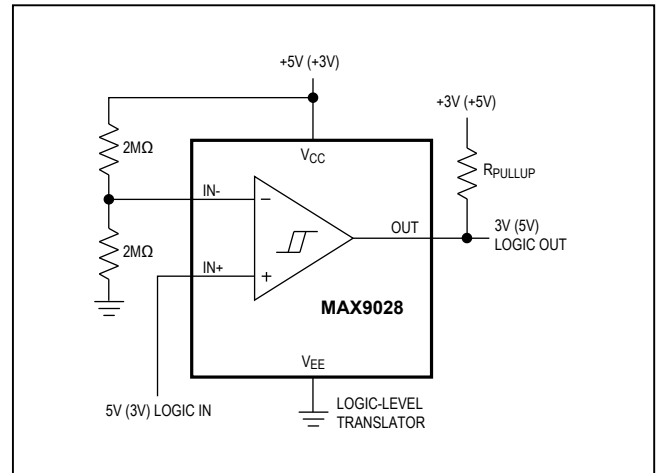 +5V (+3V)
+3V (+5V)
2MΩ
VCC
RPULLUP
IN-
−
OUT
3V (5V)
LOGIC OUT
2MΩ
IN+
+
MAX9028
VEE
5V (3V) LOGIC IN
LOGIC-LEVEL
TRANSLATOR